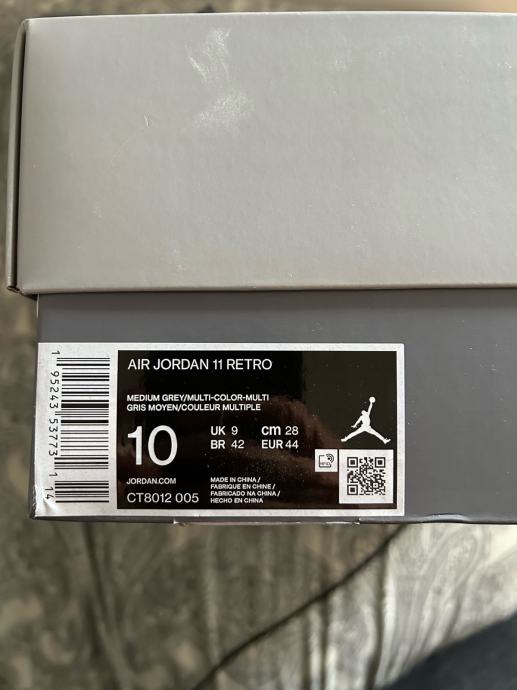 AIR JORDAN 11 RETRO
MEDIUM GREY/MULTI-COLOR-MULTI
GRIS MOYEN/COULEUR MULTIPLE
10
UK 9 cm 28
BR 42 EUR 44
JORDAN.COM
CT8012 005
MADE IN CHINA /
FABRIQUÉ EN CHINE /
FABRICADO NA CHINA /
HECHO EN CHINA
1 95243 53773 1 4